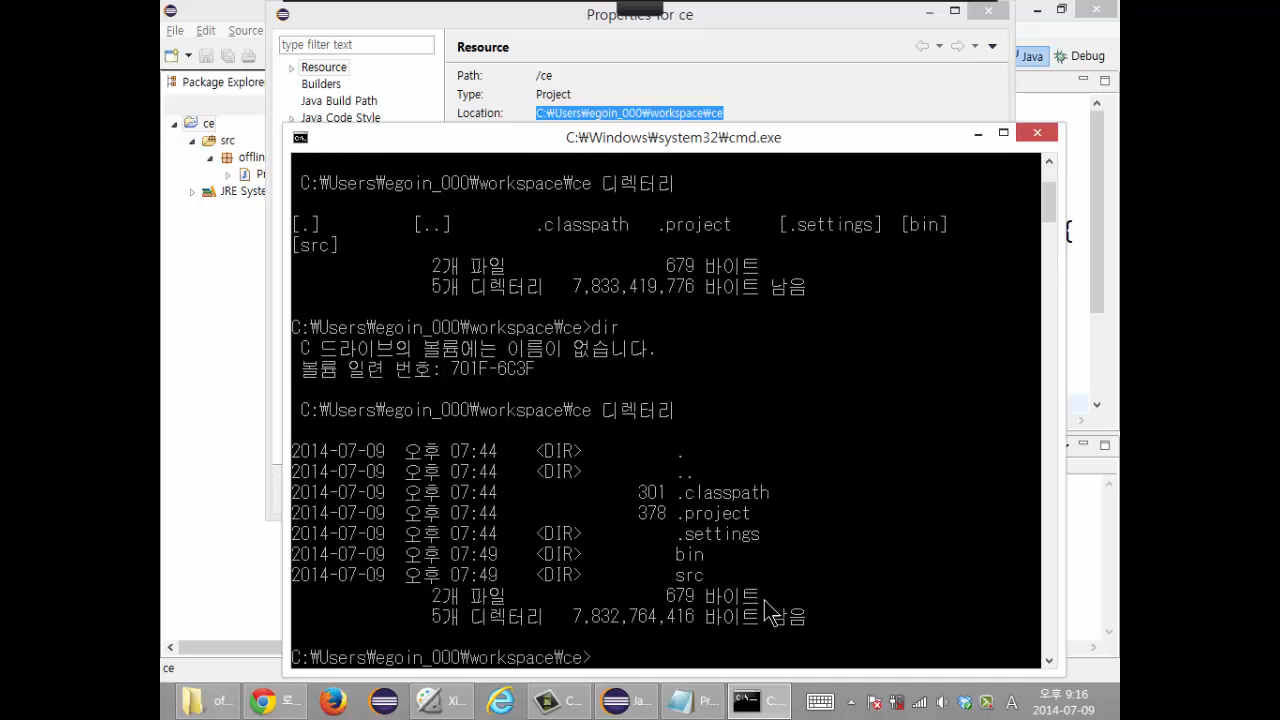 Properties for ce
File Edit Source
type filter text
Resource
Java
Debug
Package Explore
Resource
Builders
Java Build Path
Java Code Style
Path: /ce
Type: Project
Location: C:₩Users₩egoin_000₩workspace₩ce
ce
src
offlin
JRE Syste
C:₩Windows₩system32₩cmd.exe
C:₩Users₩egoin_000₩workspace₩ce 디렉터리
[.] [..] .classpath .project [.settings] [bin]
[src]
2개 파일 679 바이트
5개 디렉터리 7,833,419,776 바이트 남음
C:₩Users₩egoin_000₩workspace₩ce>dir
C 드라이브의 볼륨에는 이름이 없습니다.
볼륨 일련 번호: 701F-6C3F
C:₩Users₩egoin_000₩workspace₩ce 디렉터리
2014-07-09 오후 07:44 <DIR> .
2014-07-09 오후 07:44 <DIR> ..
2014-07-09 오후 07:44 301 .classpath
2014-07-09 오후 07:44 378 .project
2014-07-09 오후 07:44 <DIR> .settings
2014-07-09 오후 07:49 <DIR> bin
2014-07-09 오후 07:49 <DIR> src
2개 파일 679 바이트
5개 디렉터리 7,832,764,416 바이트 남음
C:₩Users₩egoin_000₩workspace₩ce>
ce
of... 로... Xi... C... Ja... Pr... C... A
오후 9:16
2014-07-09